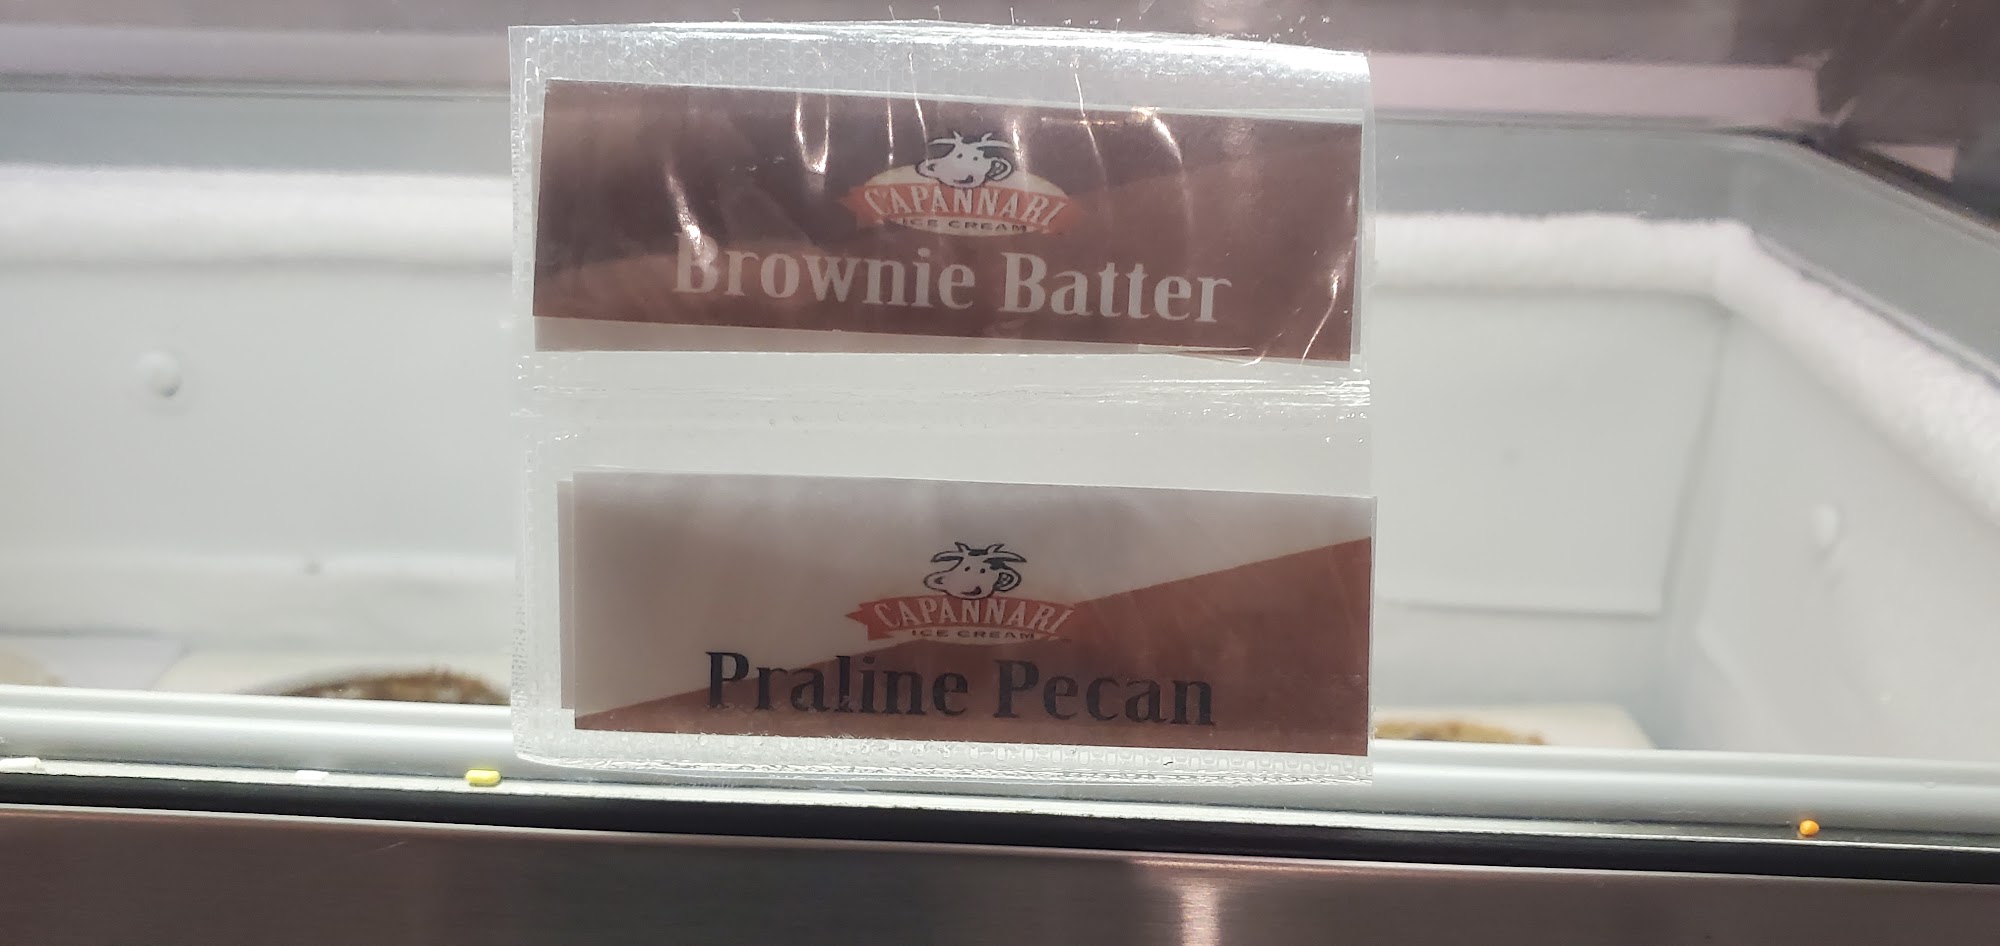 CAPANNARI
ICE CREAM
Brownie Batter
CAPANNARI
ICE CREAM
Praline Pecan